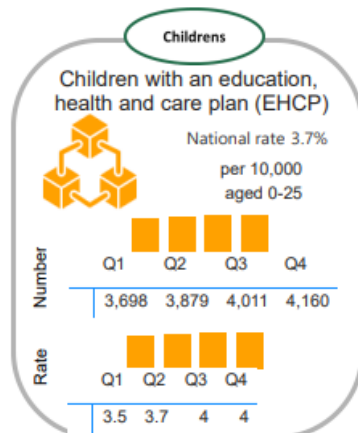 Childrens
Children with an education,
health and care plan (EHCP)
National rate 3.7%
per 10,000
aged 0-25
Number
Q1 Q2 Q3 Q4
3,698 3,879 4,011 4,160
Rate
Q1 Q2 Q3 Q4
3.5 3.7 4 4